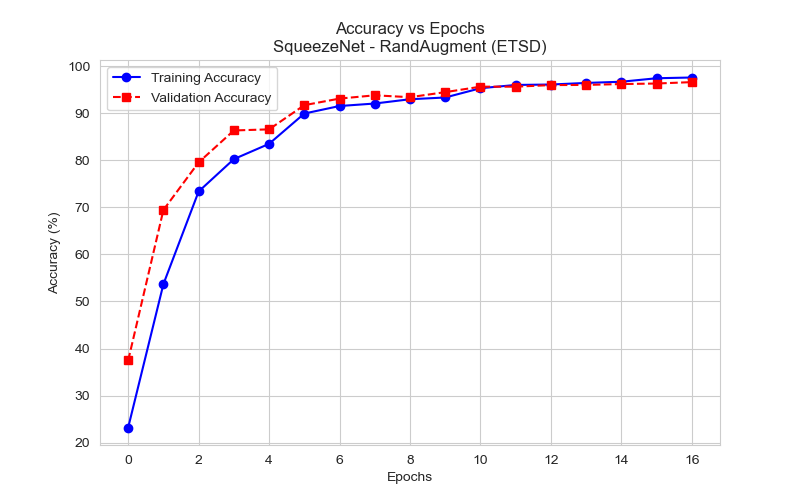 Accuracy vs Epochs
SqueezeNet - RandAugment (ETSD)
Training Accuracy
Validation Accuracy
100
90
80
70
60
50
40
30
20
Accuracy (%)
0 2 4 6 8 10 12 14 16
Epochs